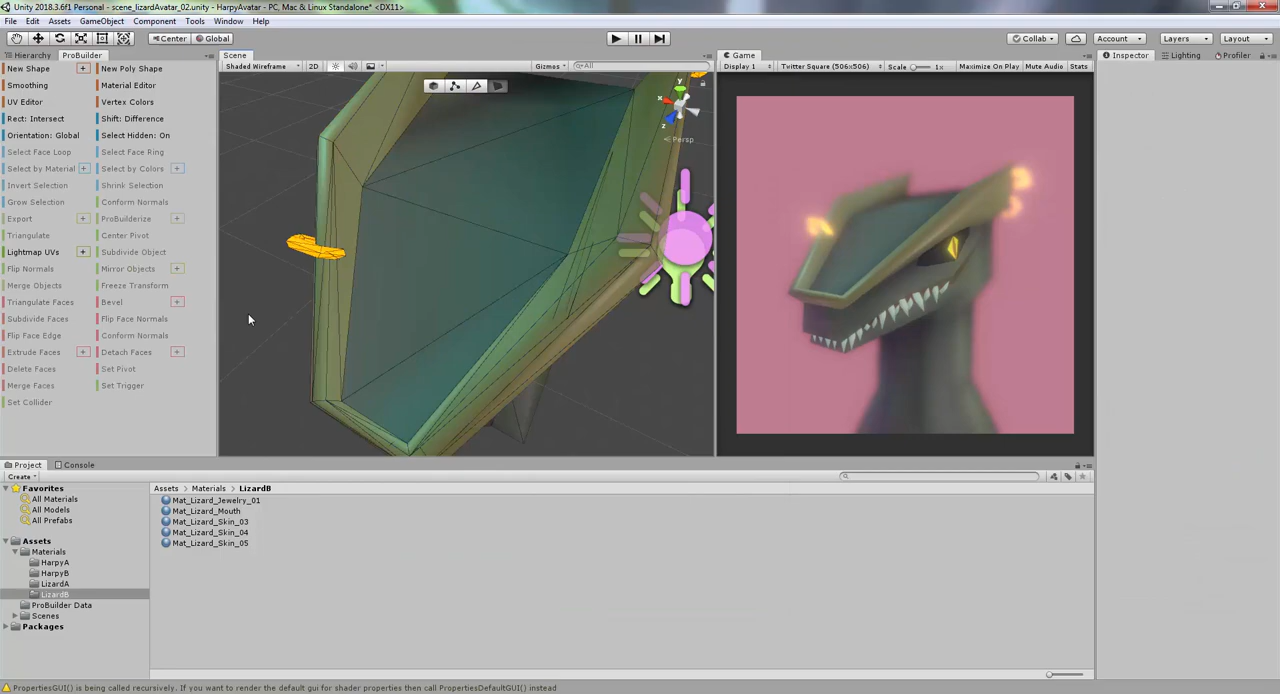 Unity 2018.3.6f1 Personal - scene_lizardAvatar_02.unity - HarpyAvatar - PC, Mac & Linux Standalone* <DX11>
File Edit Assets GameObject Component Tools Window Help
Center Global Collab Account Layers Layout
Hierarchy ProBuilder Scene Game Inspector Lighting Profiler
Shaded Wireframe 2D Gizmos All Display 1 Twitter Square (506x506) Scale 1x Maximize On Play Mute Audio Stats
New Shape + New Poly Shape
Smoothing Material Editor
UV Editor Vertex Colors
Rect: Intersect Shift: Difference
Orientation: Global Select Hidden: On
Select Face Loop Select Face Ring
Select by Material + Select by Colors +
Invert Selection Shrink Selection
Grow Selection Conform Normals
Export + ProBuilderize +
Triangulate Center Pivot
Lightmap UVs + Subdivide Object
Flip Normals Mirror Objects +
Merge Objects Freeze Transform
Triangulate Faces Bevel +
Subdivide Faces Flip Face Normals
Flip Face Edge Conform Normals
Extrude Faces + Detach Faces +
Delete Faces Set Pivot
Merge Faces Set Trigger
Set Collider
y
x
z
Persp
Project Console
Create
Favorites
All Materials
All Models
All Prefabs
Assets
Materials
HarpyA
HarpyB
LizardA
LizardB
ProBuilder Data
Scenes
Packages
Assets Materials LizardB
Mat_Lizard_Jewelry_01
Mat_Lizard_Mouth
Mat_Lizard_Skin_03
Mat_Lizard_Skin_04
Mat_Lizard_Skin_05
PropertiesGUI() is being called recursively. If you want to render the default gui for shader properties then call PropertiesDefaultGUI() instead